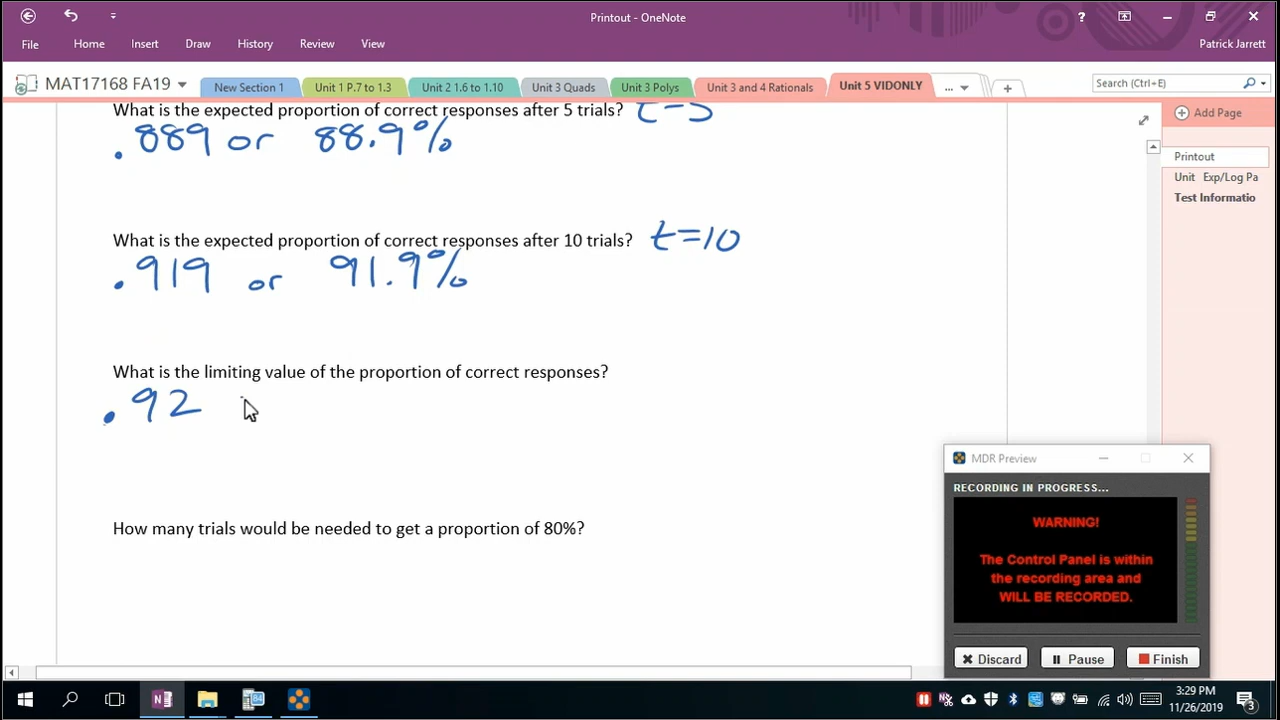 Printout - OneNote
?
File
Home
Insert
Draw
History
Review
View
Patrick Jarrett
MAT17168 FA19
New Section 1
Unit 1 P.7 to 1.3
Unit 2 1.6 to 1.10
Unit 3 Quads
Unit 3 Polys
Unit 3 and 4 Rationals
Unit 5 VIDONLY
...
Search (Ctrl+E)
What is the expected proportion of correct responses after 5 trials? t=5
.889 or 88.9%
What is the expected proportion of correct responses after 10 trials? t=10
.919 or 91.9%
What is the limiting value of the proportion of correct responses?
.92
How many trials would be needed to get a proportion of 80%?
Add Page
Printout
Unit Exp/Log Pa
Test Informatio
MDR Preview
RECORDING IN PROGRESS...
WARNING!
The Control Panel is within
the recording area and
WILL BE RECORDED.
Discard
Pause
Finish
3:29 PM
11/26/2019
3